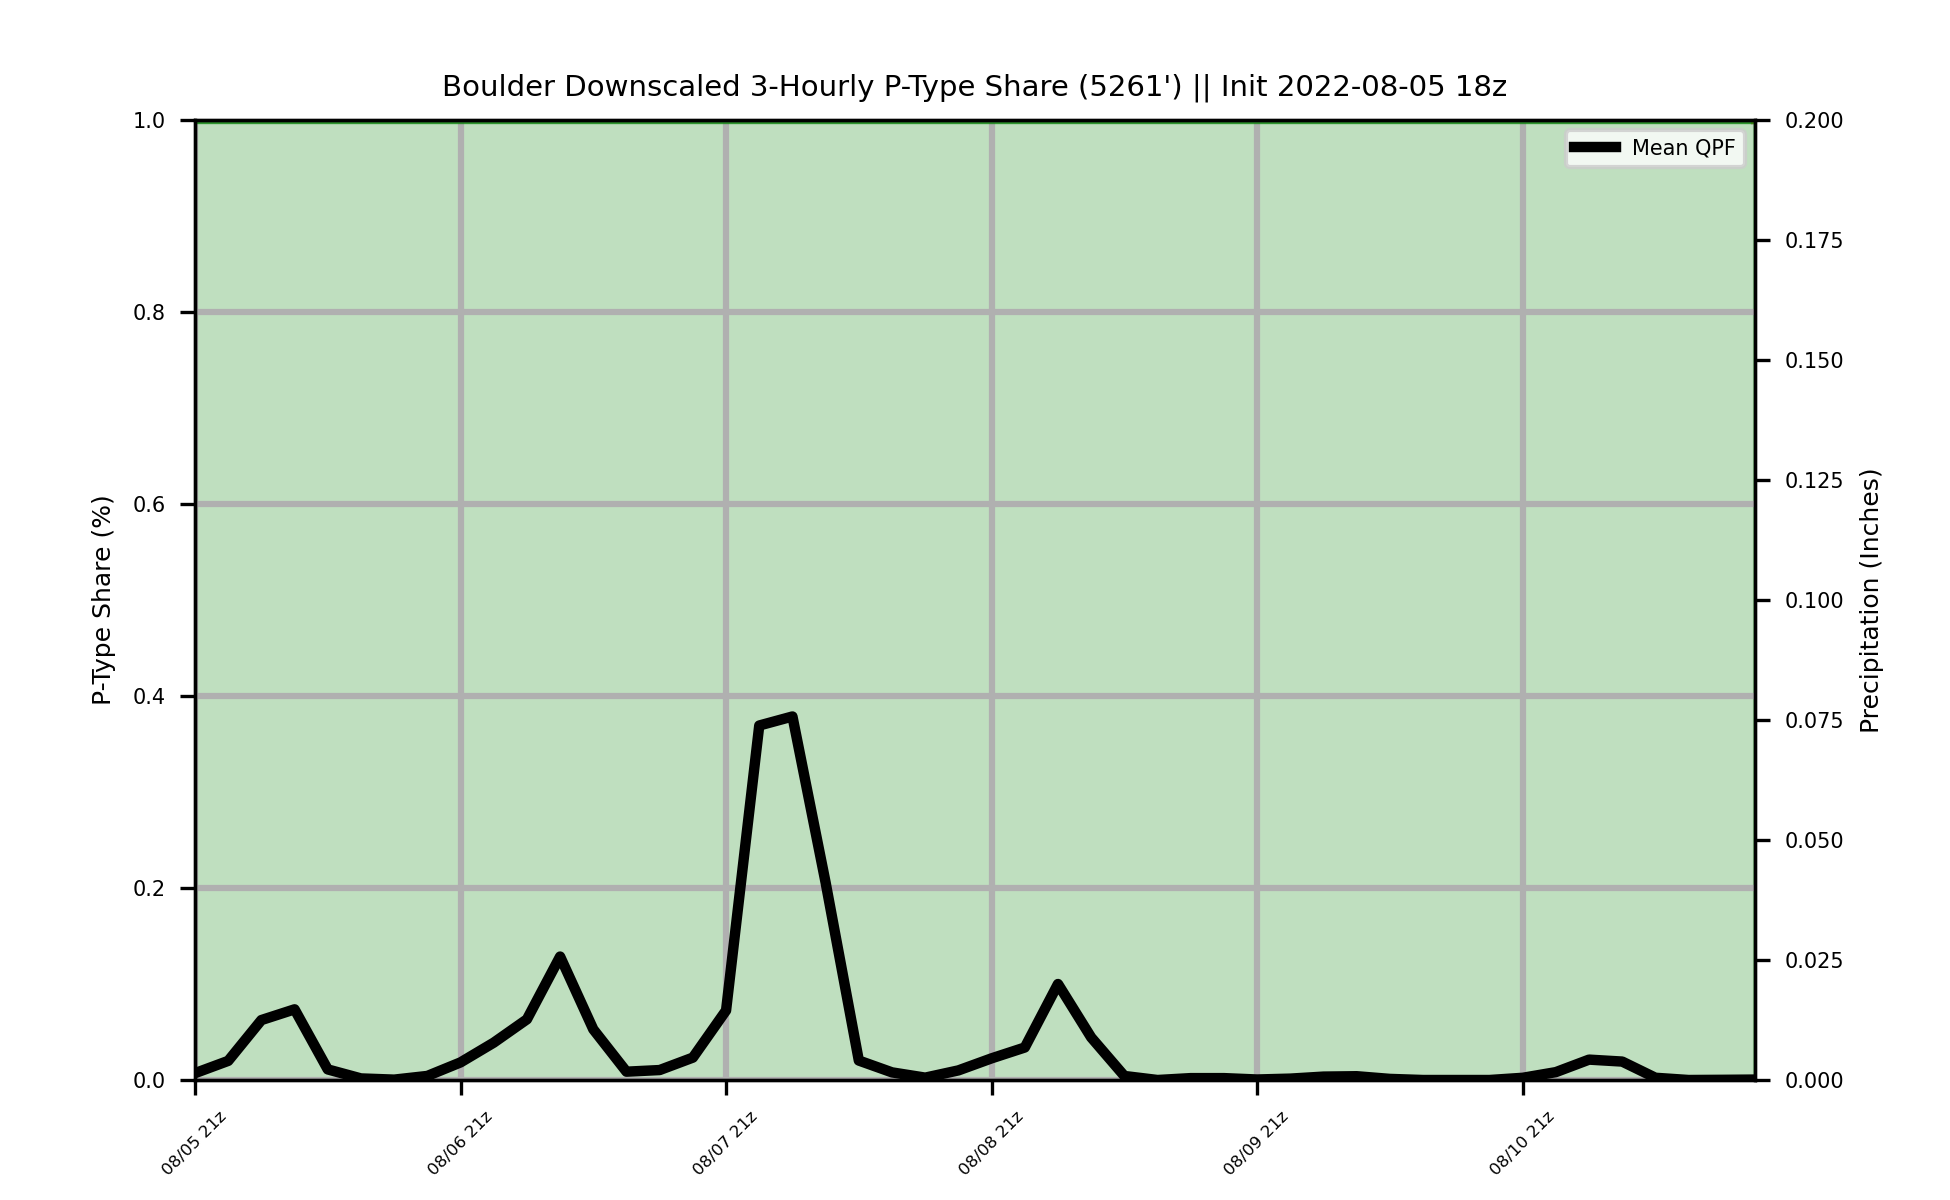 Boulder Downscaled 3-Hourly P-Type Share (5261') || Init 2022-08-05 18z
Mean QPF
P-Type Share (%)
1.0
0.8
0.6
0.4
0.2
0.0
0.200
0.175
0.150
0.125
0.100
0.075
0.050
0.025
0.000
Precipitation (Inches)
08/05 21z
08/06 21z
08/07 21z
08/08 21z
08/09 21z
08/10 21z